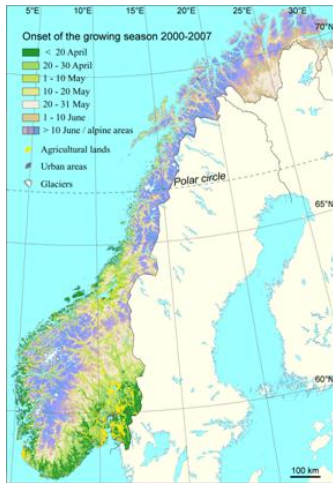 5°E 10°E 15°E 20°E 25°E 30°E
70°N
Onset of the growing season 2000-2007
< 20 April
20 - 30 April
1 - 10 May
10 - 20 May
20 - 31 May
1 - 10 June
> 10 June / alpine areas
Agricultural lands
Urban areas
Glaciers
Polar circle
65°N
60°N
100 km